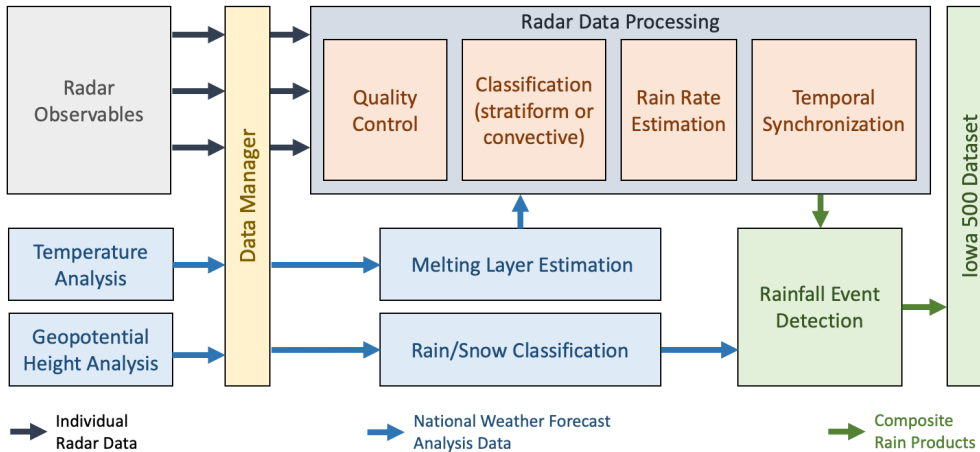 Radar
Observables
Data Manager
Radar Data Processing
Quality
Control
Classification
(stratiform or
convective)
Rain Rate
Estimation
Temporal
Synchronization
Iowa 500 Dataset
Temperature
Analysis
Melting Layer Estimation
Rainfall Event
Detection
Geopotential
Height Analysis
Rain/Snow Classification
Individual
Radar Data
National Weather Forecast
Analysis Data
Composite
Rain Products